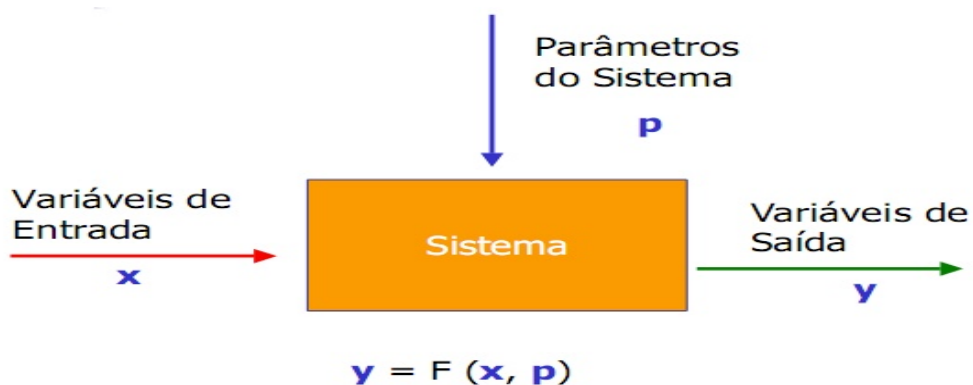 Parâmetros
do Sistema
p
Variáveis de
Entrada
x
Sistema
Variáveis de
Saída
y
y = F (x, p)